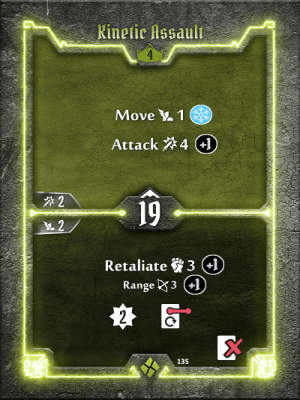 Kinetic Assault
4
Move 1
Attack 4 +1
2
19
2
Retaliate 3 +1
Range 3 +1
2
135